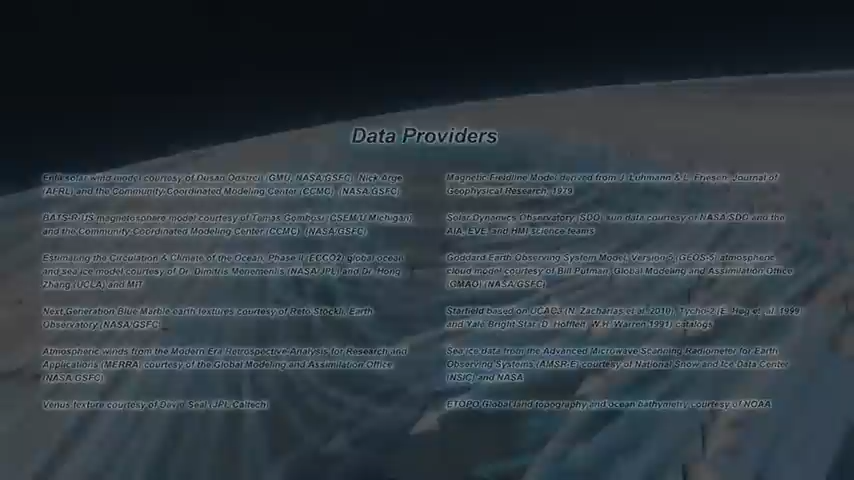 Data Providers
Enlil solar wind model courtesy of Dusan Odstrcil (GMU, NASA/GSFC), Nick Arge
(AFRL) and the Community-Coordinated Modeling Center (CCMC), (NASA/GSFC)
BATS-R-US magnetosphere model courtesy of Tamas Gombosi (CSEM/U Michigan)
and the Community-Coordinated Modeling Center (CCMC), (NASA/GSFC)
Estimating the Circulation & Climate of the Ocean, Phase II (ECCO2) global ocean
and sea ice model courtesy of Dr. Dimitris Menemenlis (NASA/JPL) and Dr. Hong
Zhang (UCLA) and MIT
Next Generation Blue Marble earth textures courtesy of Reto Stockli, Earth
Observatory (NASA/GSFC)
Atmospheric winds from the Modern Era Retrospective-Analysis for Research and
Applications (MERRA) courtesy of the Global Modeling and Assimilation Office
(NASA/GSFC)
Venus texture courtesy of David Seal (JPL/Caltech)
Magnetic Fieldline Model derived from J. Luhmann & L. Friesen, Journal of
Geophysical Research, 1979
Solar Dynamics Observatory (SDO) sun data courtesy of NASA/SDO and the
AIA, EVE, and HMI science teams
Goddard Earth Observing System Model, Version 5 (GEOS-5) atmospheric
cloud model courtesy of Bill Putman, Global Modeling and Assimilation Office
(GMAO) (NASA/GSFC)
Starfield based on UCAC3 (N. Zacharias et al. 2010), Tycho-2 (E. Høg et. al. 1999)
and Yale Bright Star (D. Hoffleit, W.H. Warren 1991) catalogs
Sea ice data from the Advanced Microwave Scanning Radiometer for Earth
Observing Systems (AMSR-E) courtesy of National Snow and Ice Data Center
(NSIC) and NASA
ETOPO Global land topography and ocean bathymetry courtesy of NOAA